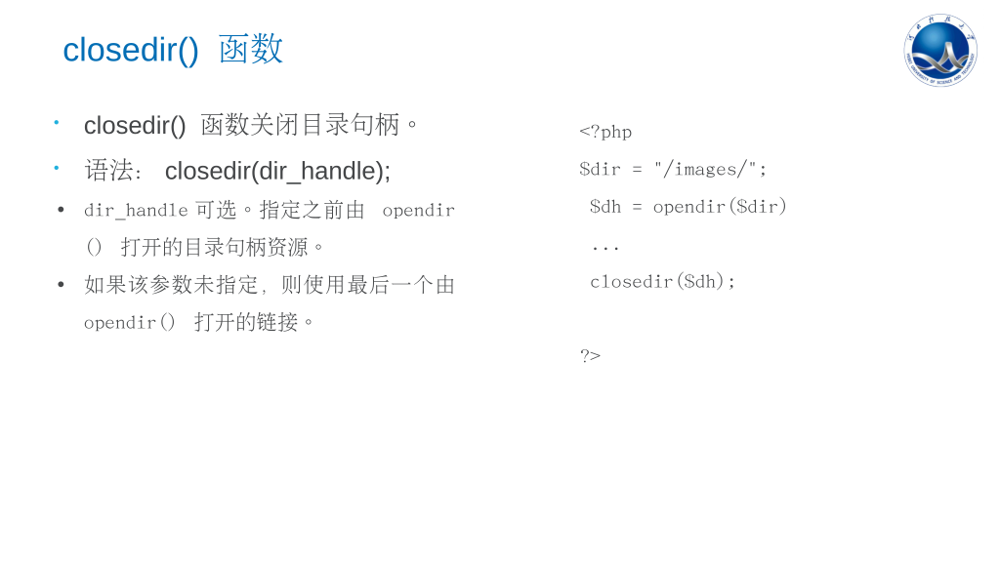 closedir() 函数
• closedir() 函数关闭目录句柄。
• 语法： closedir(dir_handle);
• dir_handle 可选。指定之前由 opendir
() 打开的目录句柄资源。
• 如果该参数未指定，则使用最后一个由
opendir() 打开的链接。
<?php
$dir = "/images/";
$dh = opendir($dir)
...
closedir($dh);
?>